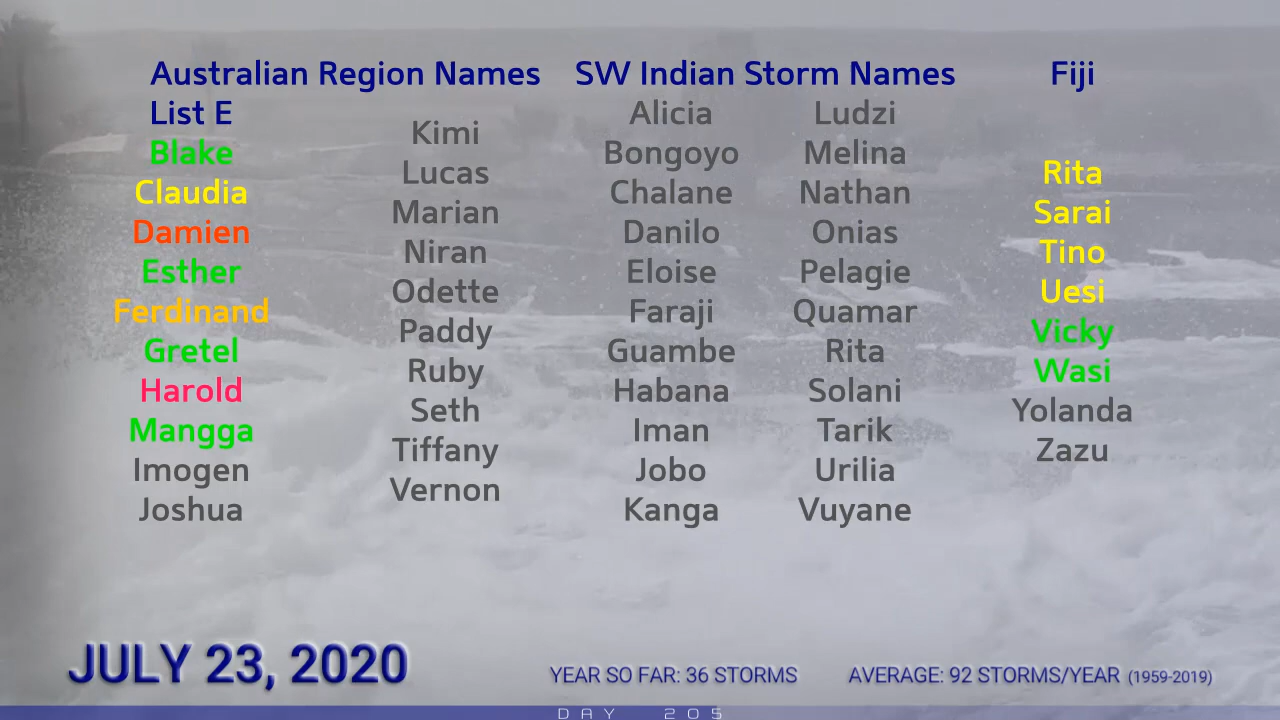 Australian Region Names
List E
Blake
Claudia
Damien
Esther
Ferdinand
Gretel
Harold
Mangga
Imogen
Joshua
Kimi
Lucas
Marian
Niran
Odette
Paddy
Ruby
Seth
Tiffany
Vernon
SW Indian Storm Names
Alicia
Bongoyo
Chalane
Danilo
Eloise
Faraji
Guambe
Habana
Iman
Jobo
Kanga
Ludzi
Melina
Nathan
Onias
Pelagie
Quamar
Rita
Solani
Tarik
Urilia
Vuyane
Fiji
Rita
Sarai
Tino
Uesi
Vicky
Wasi
Yolanda
Zazu
JULY 23, 2020
YEAR SO FAR: 36 STORMS
AVERAGE: 92 STORMS/YEAR (1959-2019)
DAY 205